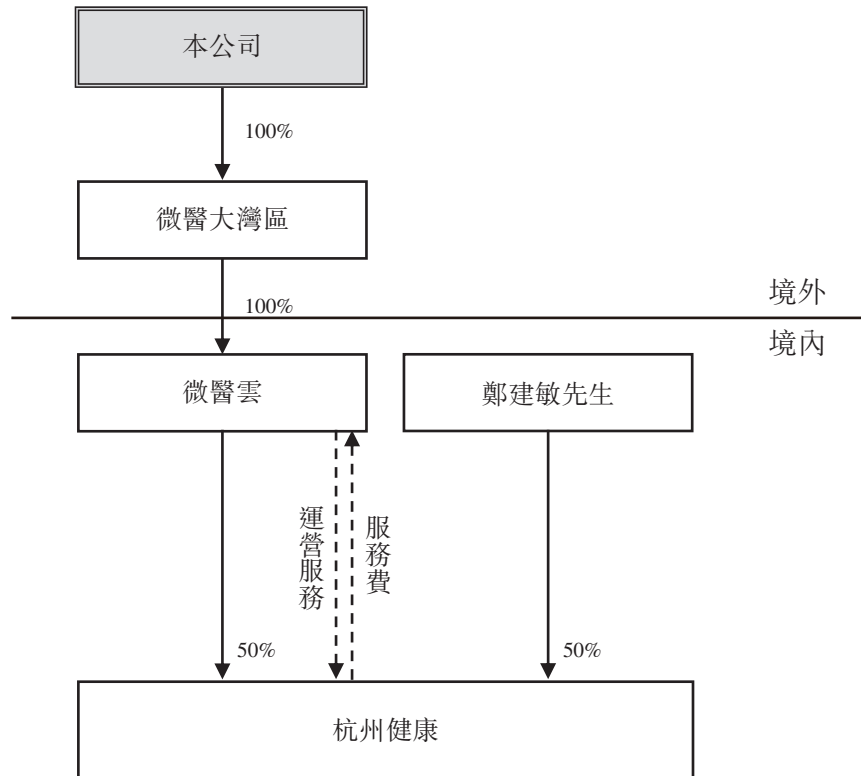 本公司
100%
微醫大灣區
100%
境外
境內
微醫雲
鄭建敏先生
運營服務
服務費
50%
50%
杭州健康